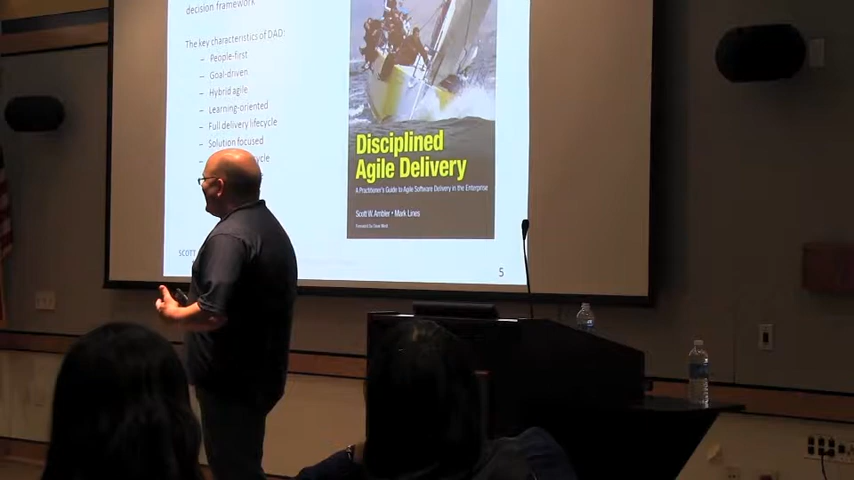 decision framework
The key characteristics of DAD:
– People-first
– Goal-driven
– Hybrid agile
– Learning-oriented
– Full delivery lifecycle
– Solution focused
Disciplined
Agile Delivery
A Practitioner's Guide to Agile Software Delivery in the Enterprise
Scott W. Ambler • Mark Lines
SCOTT
5